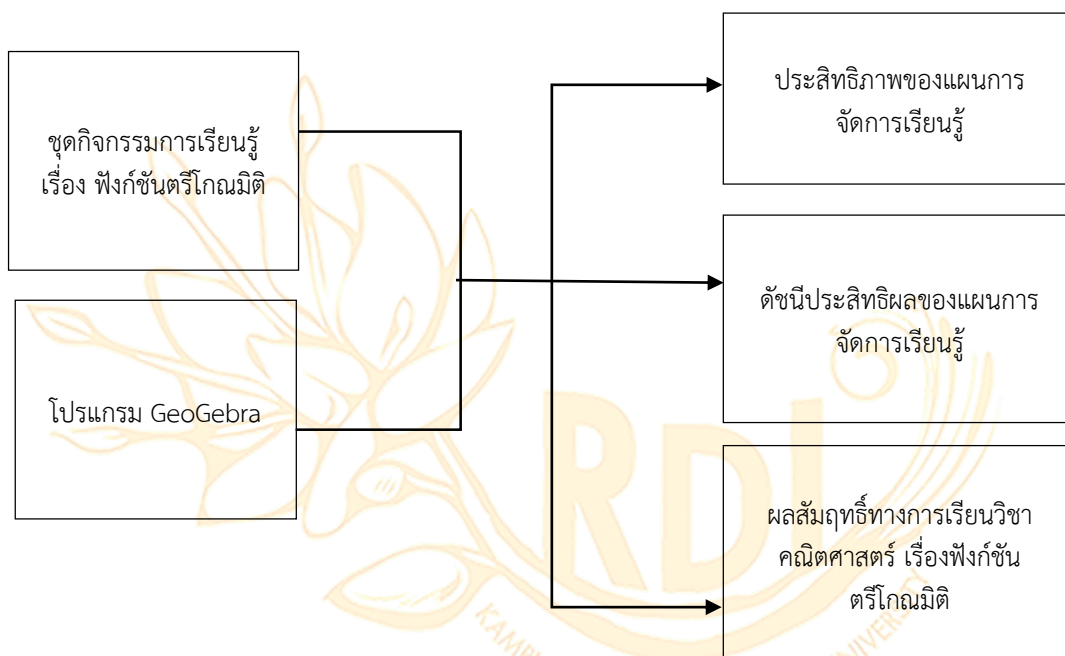 ชุดกิจกรรมการเรียนรู้
เรื่อง ฟังก์ชันตรีโกณมิติ
โปรแกรม GeoGebra
ประสิทธิภาพของแผนการ
จัดการเรียนรู้
ดัชนีประสิทธิผลของแผนการ
จัดการเรียนรู้
ผลสัมฤทธิ์ทางการเรียนวิชา
คณิตศาสตร์ เรื่องฟังก์ชัน
ตรีโกณมิติ
RDI